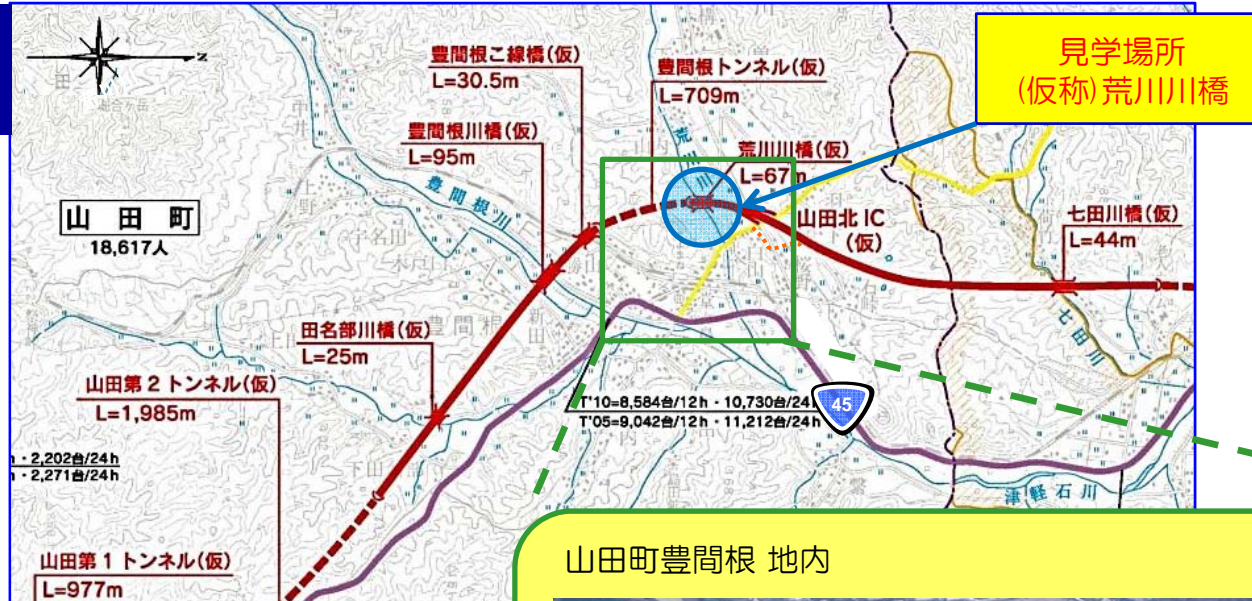 見学場所
(仮称)荒川川橋
N
豊間根こ線橋(仮)
L=30.5m
豊間根トンネル(仮)
L=709m
豊間根川橋(仮)
L=95m
荒川川
荒川川橋(仮)
L=67m
豊間根川
山田町
18,617人
山田北IC
(仮)
七田川橋(仮)
L=44m
七田川
田名部川橋(仮)
L=25m
豊間根
新田
山田第2トンネル(仮)
L=1,985m
T'10=8,584台/12h・10,730台/24h
T'05=9,042台/12h・11,212台/24h
45
h・2,202台/24h
h・2,271台/24h
下山
津軽石川
山田第1トンネル(仮)
L=977m
山田町豊間根 地内